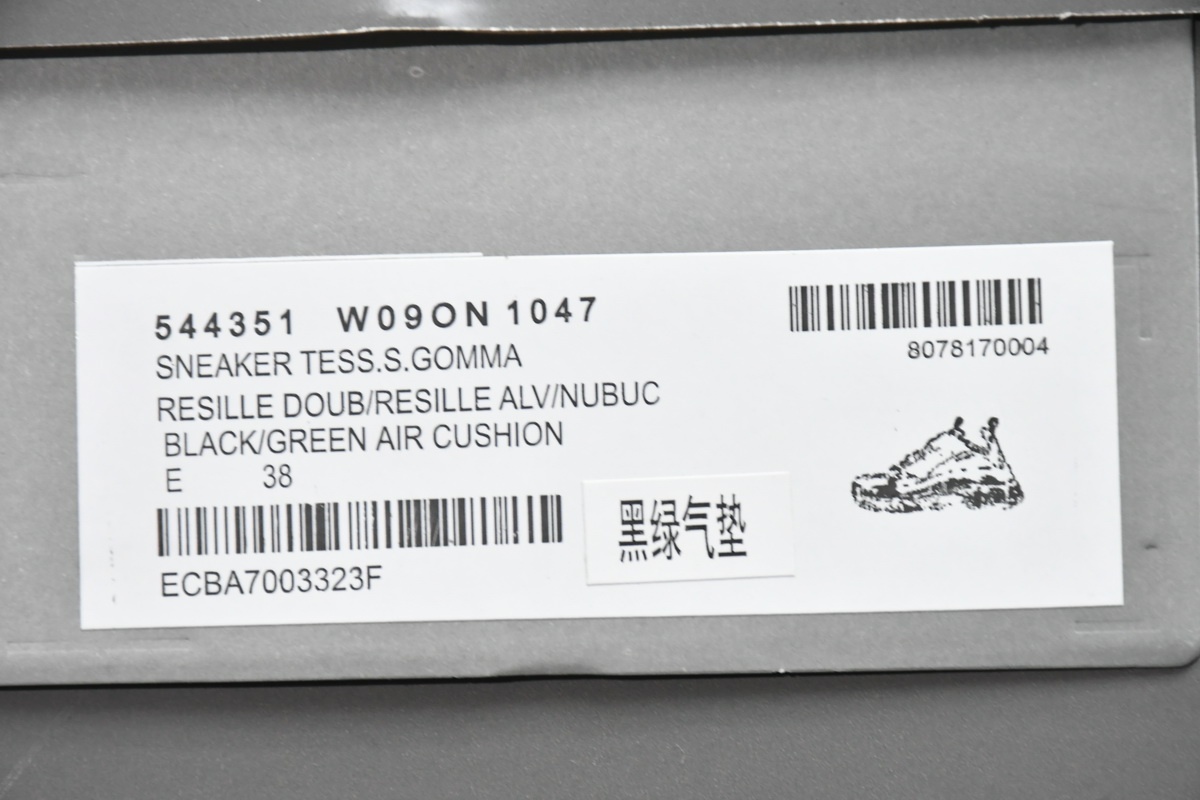 544351 W09ON 1047
8078170004
SNEAKER TESS.S.GOMMA
RESILLE DOUB/RESILLE ALV/NUBUC
BLACK/GREEN AIR CUSHION
E 38
黑绿气垫
ECBA7003323F